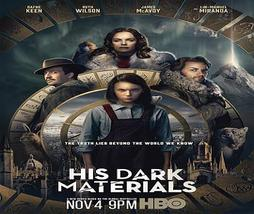 DAFNE KEEN
RUTH WILSON
JAMES McAVOY
LIN-MANUEL MIRANDA
THE TRUTH LIES BEYOND THE WORLD WE KNOW
HIS DARK
MATERIALS
NOV 4 9PM HBO